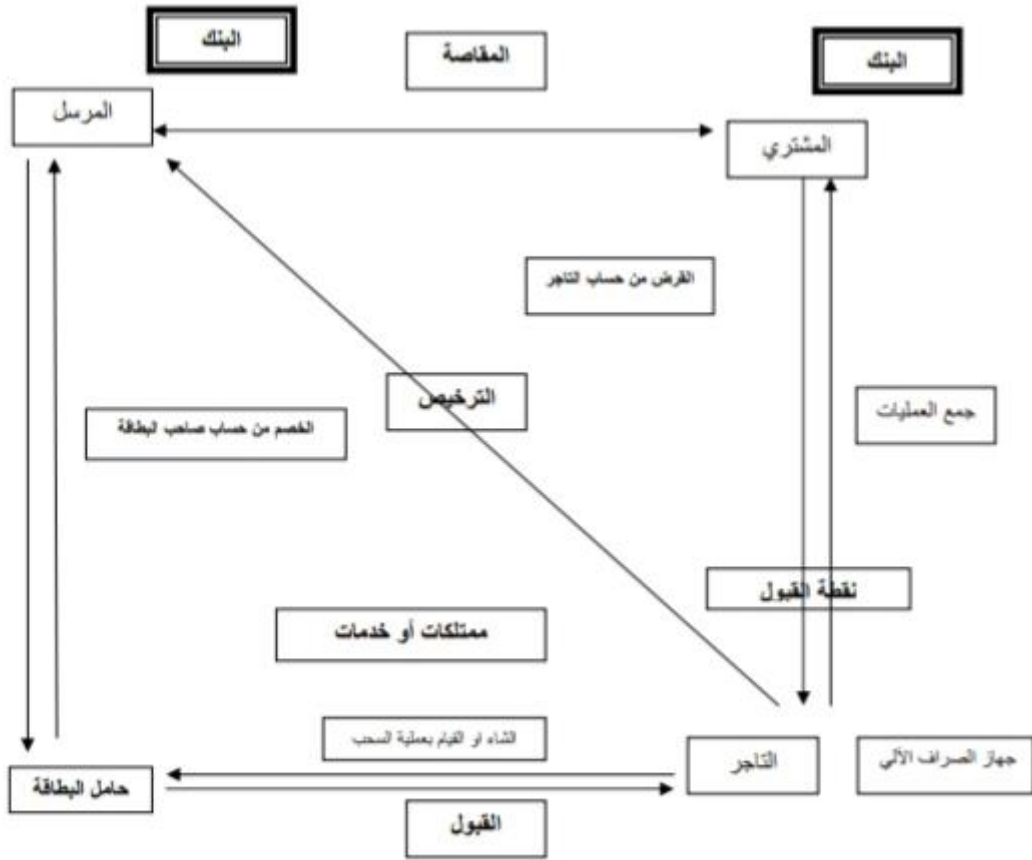 البنك
المقاصة
البنك
المرسل
المشتري
القرض من حساب التاجر
الترخيص
جمع العمليات
الخصم من حساب صاحب البطاقة
نقطة القبول
ممتلكات أو خدمات
الشاء او القيام بعملية السحب
التاجر
جهاز الصراف الألي
حامل البطاقة
القبول